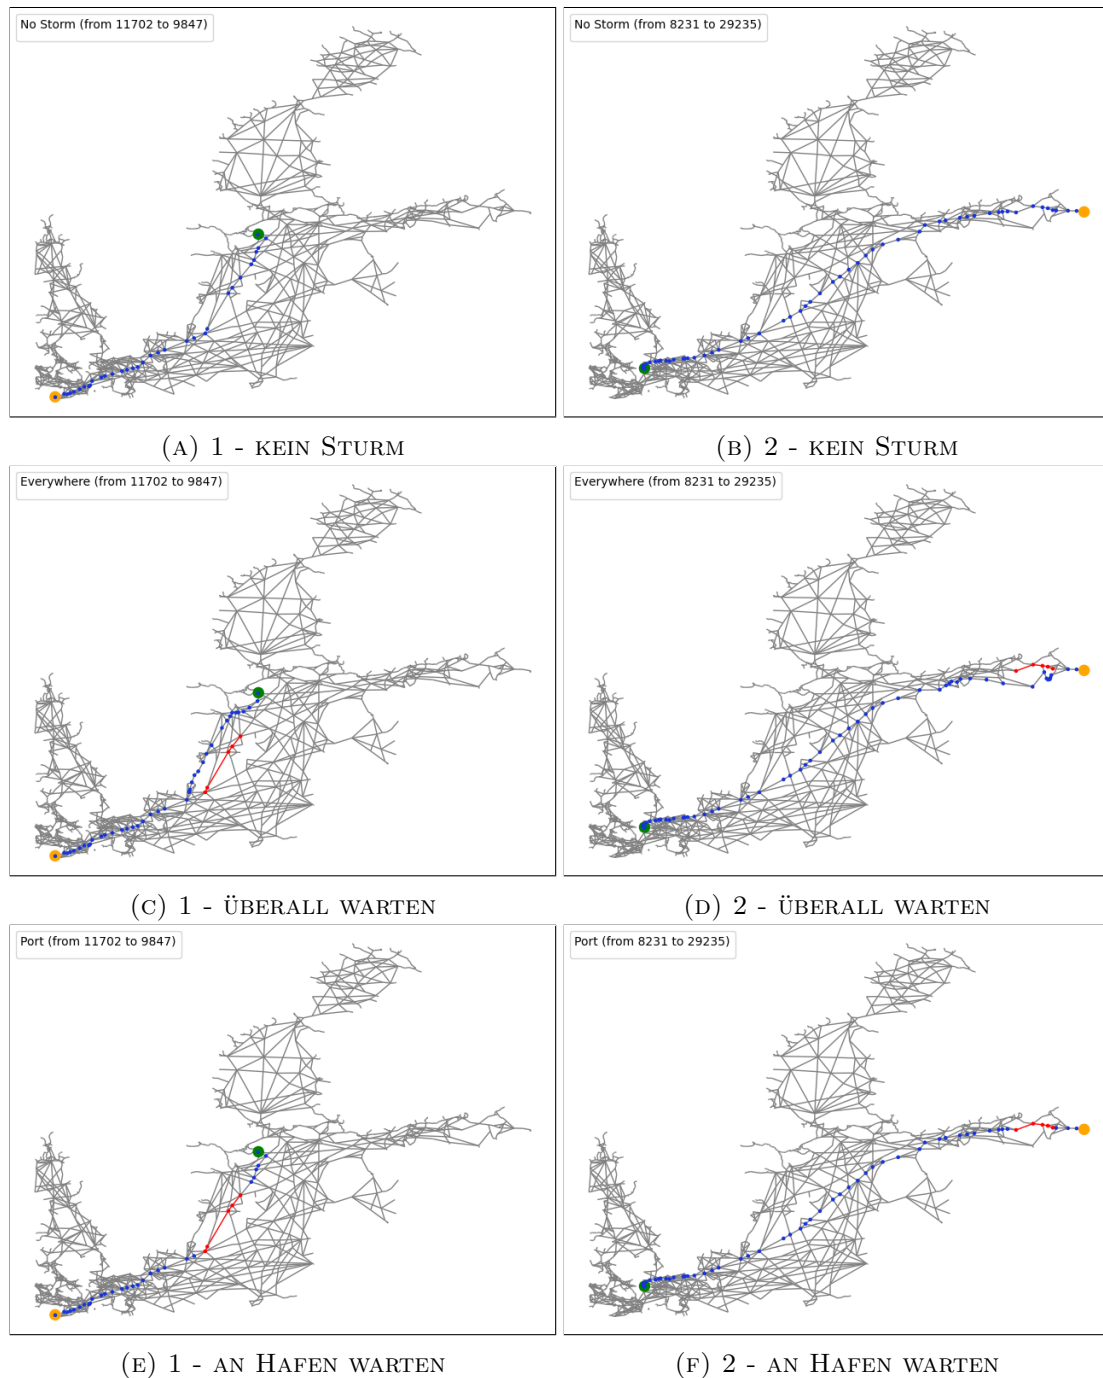 No Storm (from 11702 to 9847)
No Storm (from 8231 to 29235)
(A) 1 - KEIN STURM
(B) 2 - KEIN STURM
Everywhere (from 11702 to 9847)
Everywhere (from 8231 to 29235)
(C) 1 - ÜBERALL WARTEN
(D) 2 - ÜBERALL WARTEN
Port (from 11702 to 9847)
Port (from 8231 to 29235)
(E) 1 - AN HAFEN WARTEN
(F) 2 - AN HAFEN WARTEN